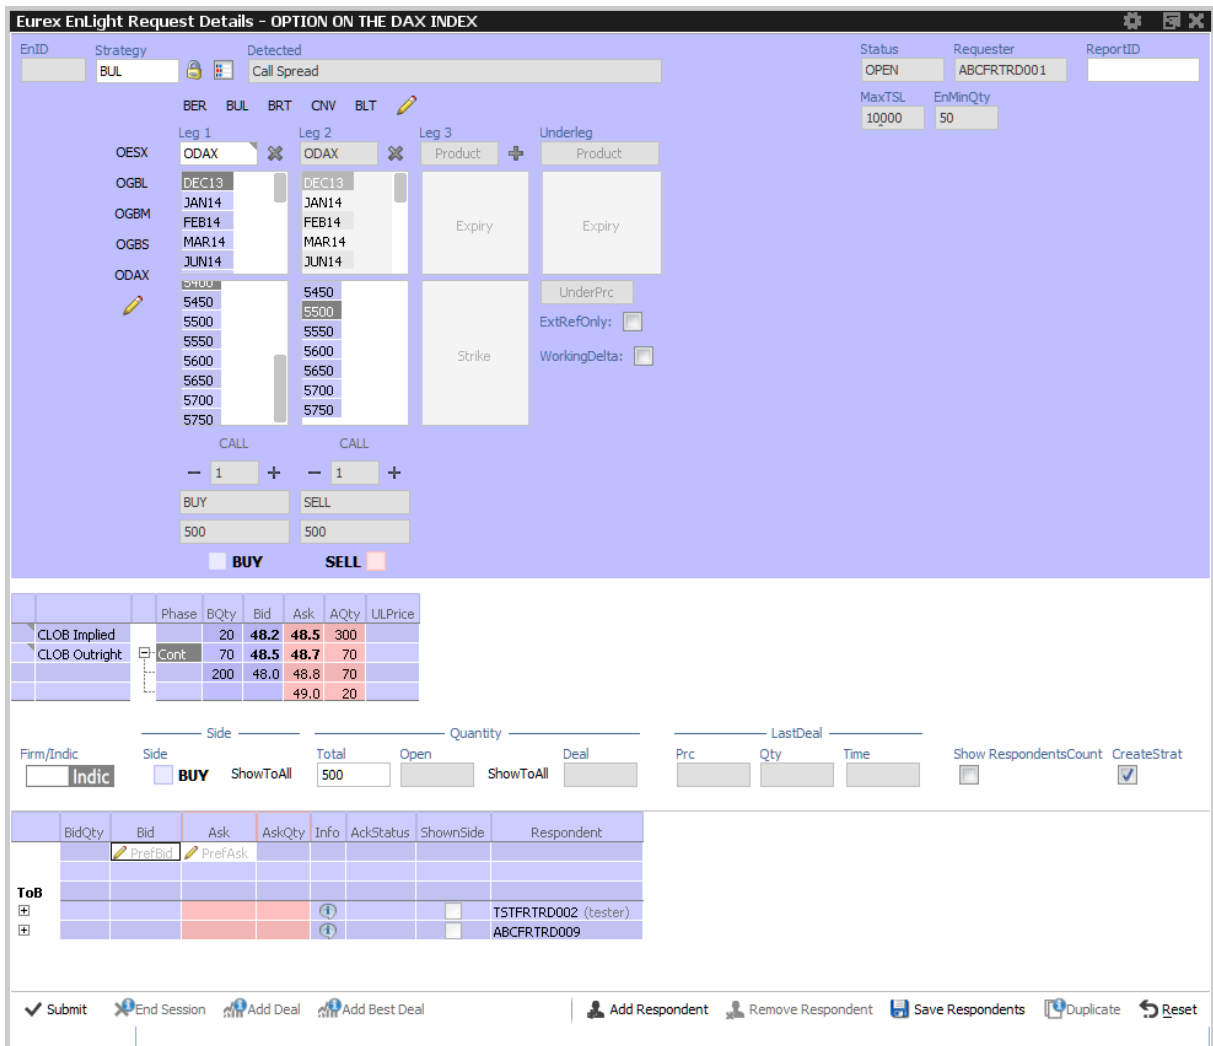 Eurex EnLight Request Details - OPTION ON THE DAX INDEX
EnID Strategy Detected Status Requester ReportID
BUL Call Spread OPEN ABCFRTRD001
MaxTSL EnMinQty
10000 50
BER BUL BRT CNV BLT
Leg 1 Leg 2 Leg 3 Underleg
OESX ODAX ODAX Product Product
OGBL DEC13 DEC13
JAN14 JAN14
OGBM FEB14 FEB14 Expiry Expiry
OGBS MAR14 MAR14
JUN14 JUN14
ODAX
5400 5450 UnderPrc
5450 5500
5500 5550 ExtRefOnly:
5550 5600
5600 5650 Strike WorkingDelta:
5650 5700
5700 5750
5750
CALL CALL
1 1
BUY SELL
500 500
BUY SELL
Phase BQty Bid Ask AQty ULPrice
CLOB Implied 20 48.2 48.5 300
CLOB Outright Cont 70 48.5 48.7 70
200 48.0 48.8 70
49.0 20
Side Quantity LastDeal
Firm/Indic Side Total Open Deal Prc Qty Time Show RespondentsCount CreateStrat
Indic BUY ShowToAll 500 ShowToAll
BidQty Bid Ask AskQty Info AckStatus ShownSide Respondent
PrefBid PrefAsk
ToB
TSTFRTRD002 (tester)
ABCFRTRD009
Submit End Session Add Deal Add Best Deal Add Respondent Remove Respondent Save Respondents Duplicate Reset